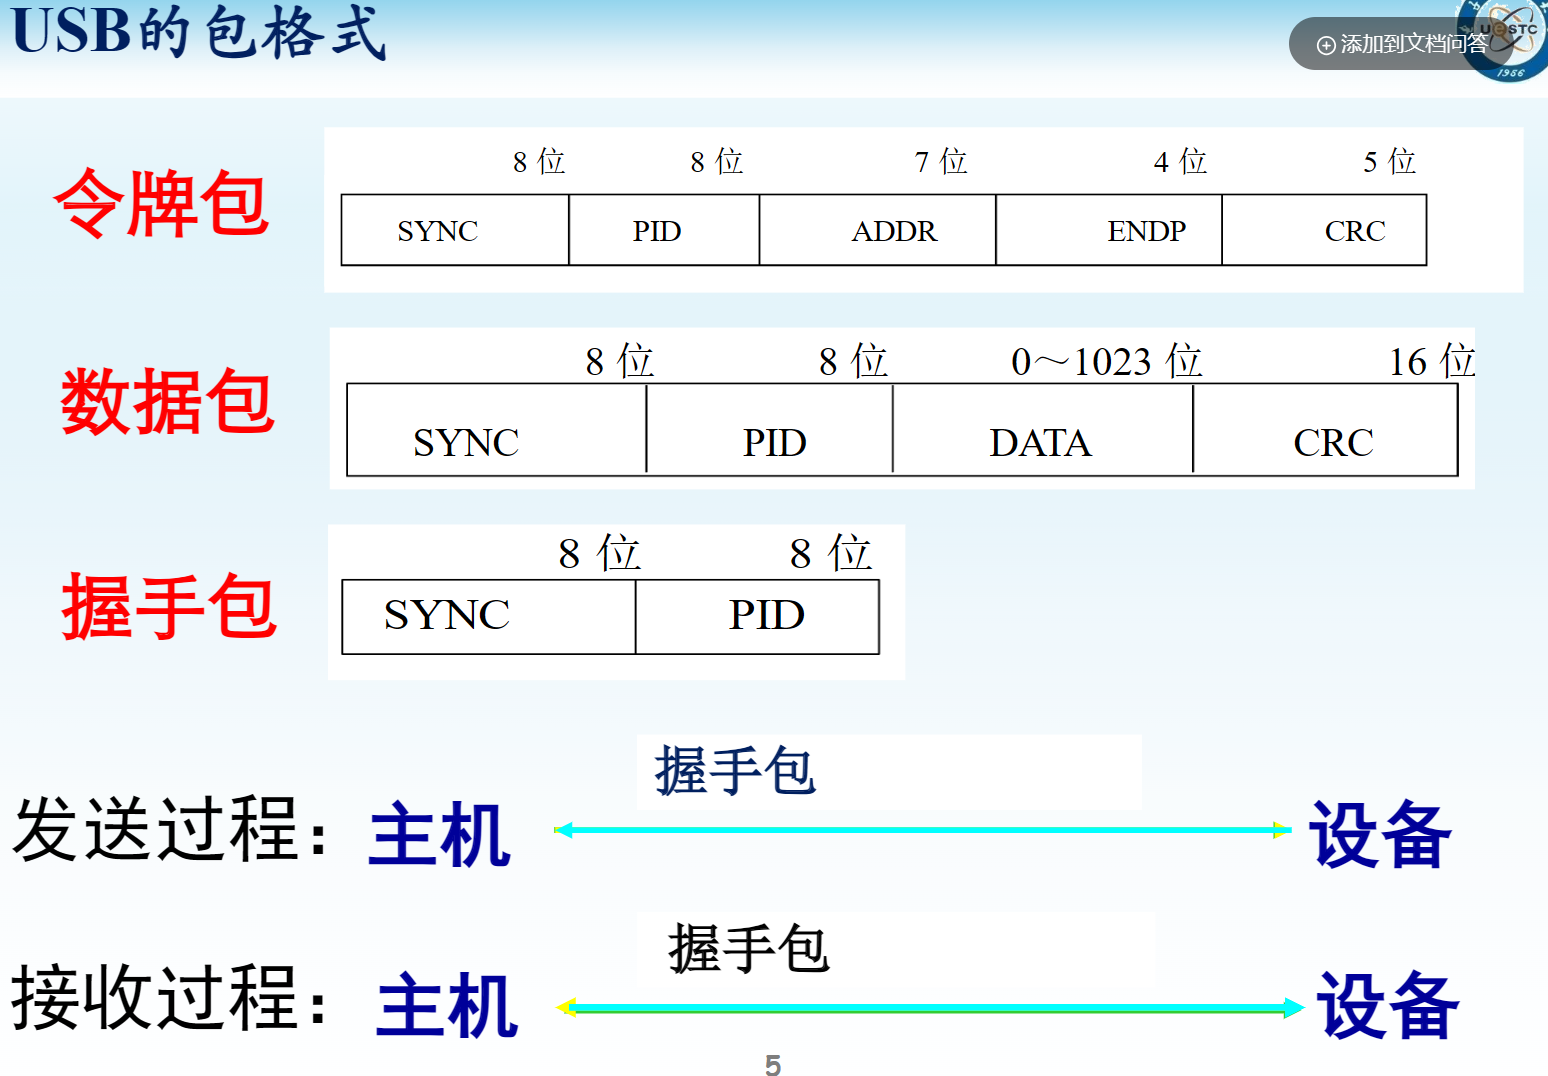 USB的包格式
添加到文档问答
UESTC
1956
令牌包
8 位 8 位 7 位 4 位 5 位
SYNC PID ADDR ENDP CRC
数据包
8 位 8 位 0～1023 位 16 位
SYNC PID DATA CRC
握手包
8 位 8 位
SYNC PID
握手包
发送过程：主机 设备
握手包
接收过程：主机 设备
5